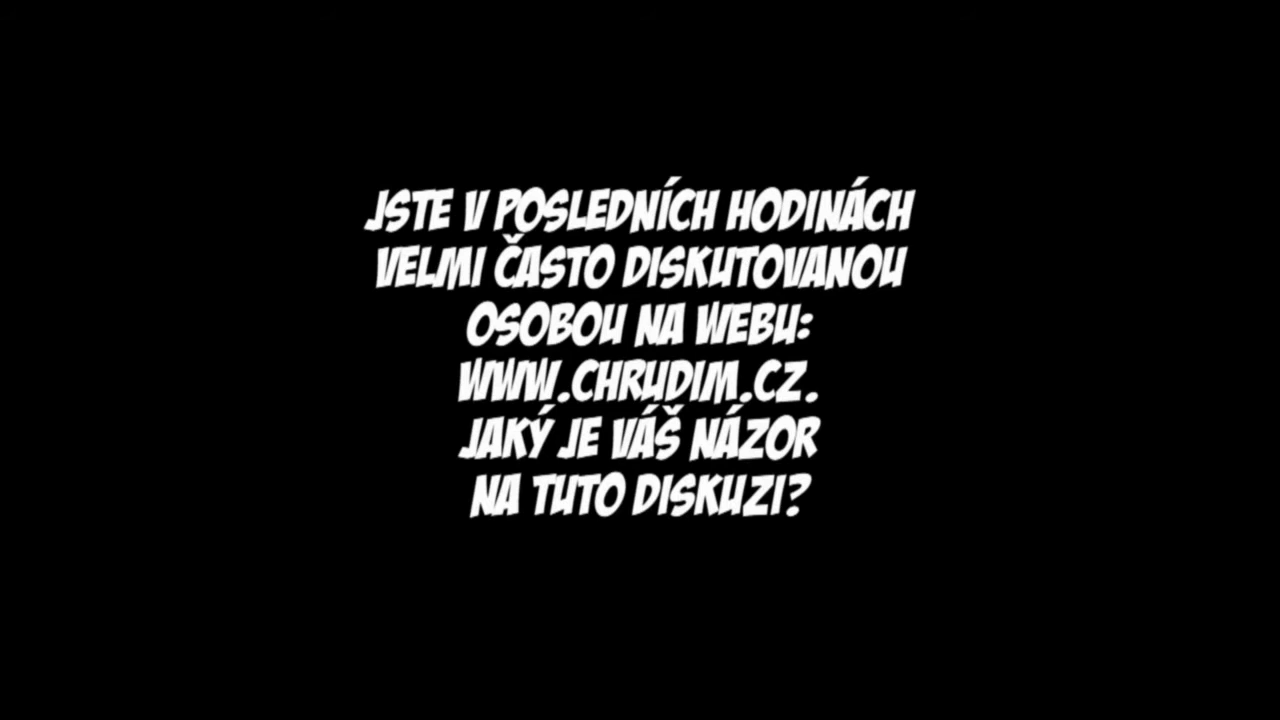 JSTE V POSLEDNÍCH HODINÁCH
VELMI ČASTO DISKUTOVANOU
OSOBOU NA WEBU:
WWW.CHRUDIM.CZ.
JAKÝ JE VÁŠ NÁZOR
NA TUTO DISKUZI?